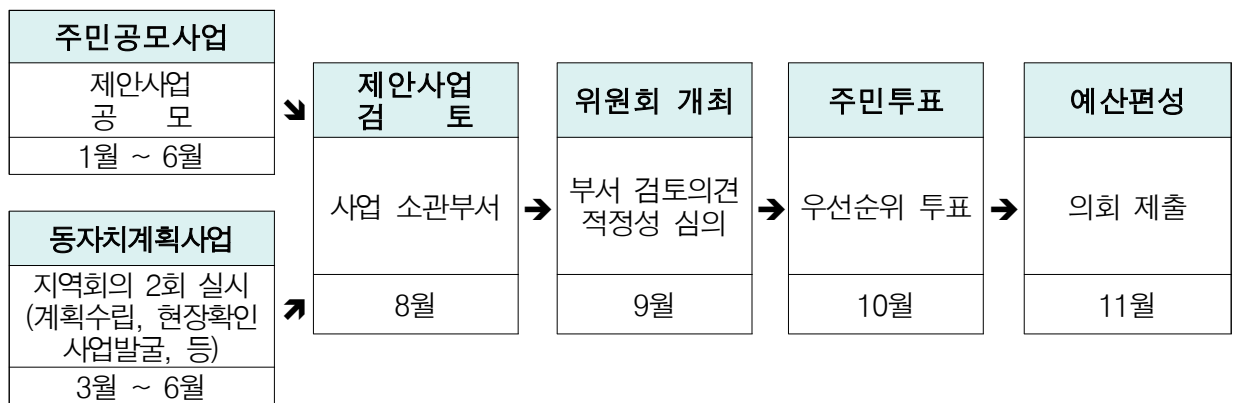 주민공모사업
제안사업
공 모
1월 ~ 6월
동자치계획사업
지역회의 2회 실시
(계획수립, 현장확인
사업발굴, 등)
3월 ~ 6월
제안사업
검 토
사업 소관부서
8월
위원회 개최
부서 검토의견
적정성 심의
9월
주민투표
우선순위 투표
10월
예산편성
의회 제출
11월